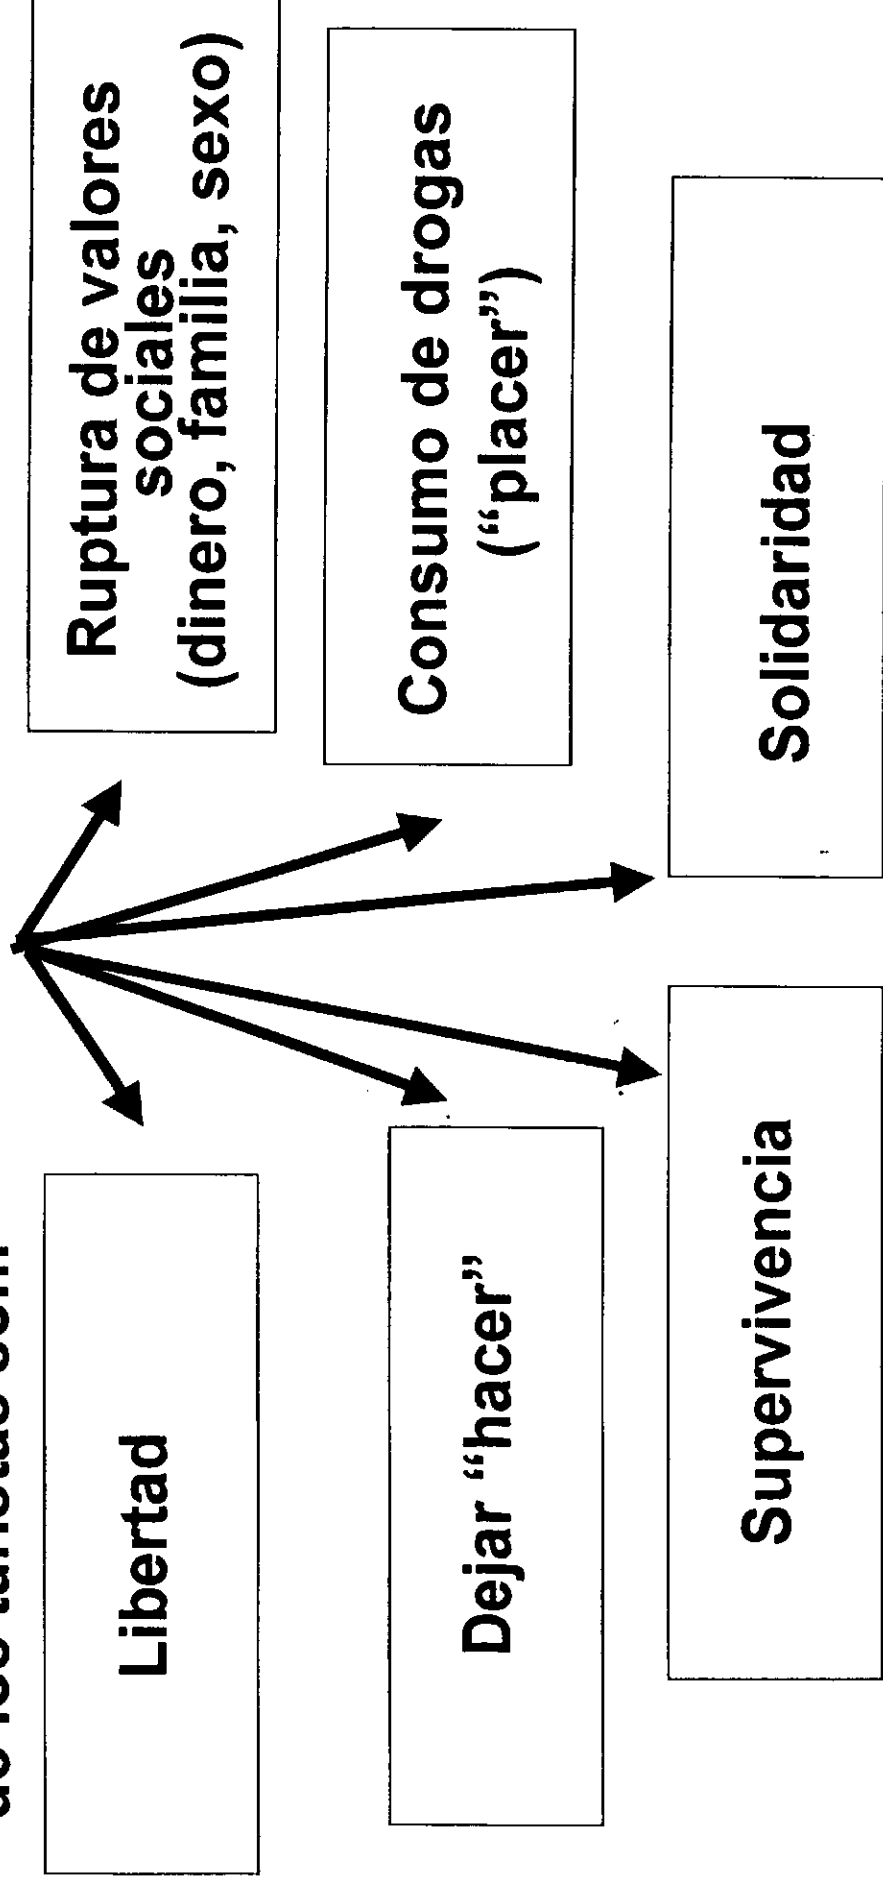 Libertad
Ruptura de valores
sociales
(dinero, familia, sexo)
Dejar “hacer”
Consumo de drogas
(“placer”)
Supervivencia
Solidaridad